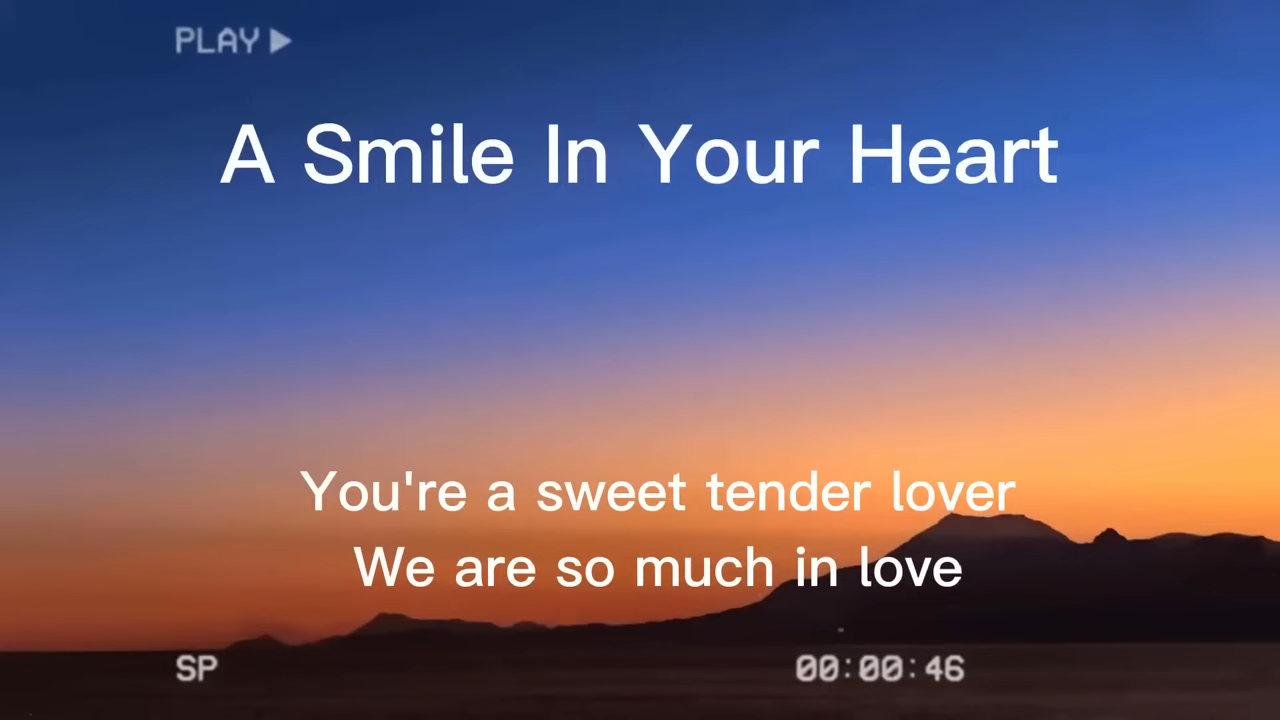 PLAY ▶
A Smile In Your Heart
You're a sweet tender lover
We are so much in love
SP
00:00:46